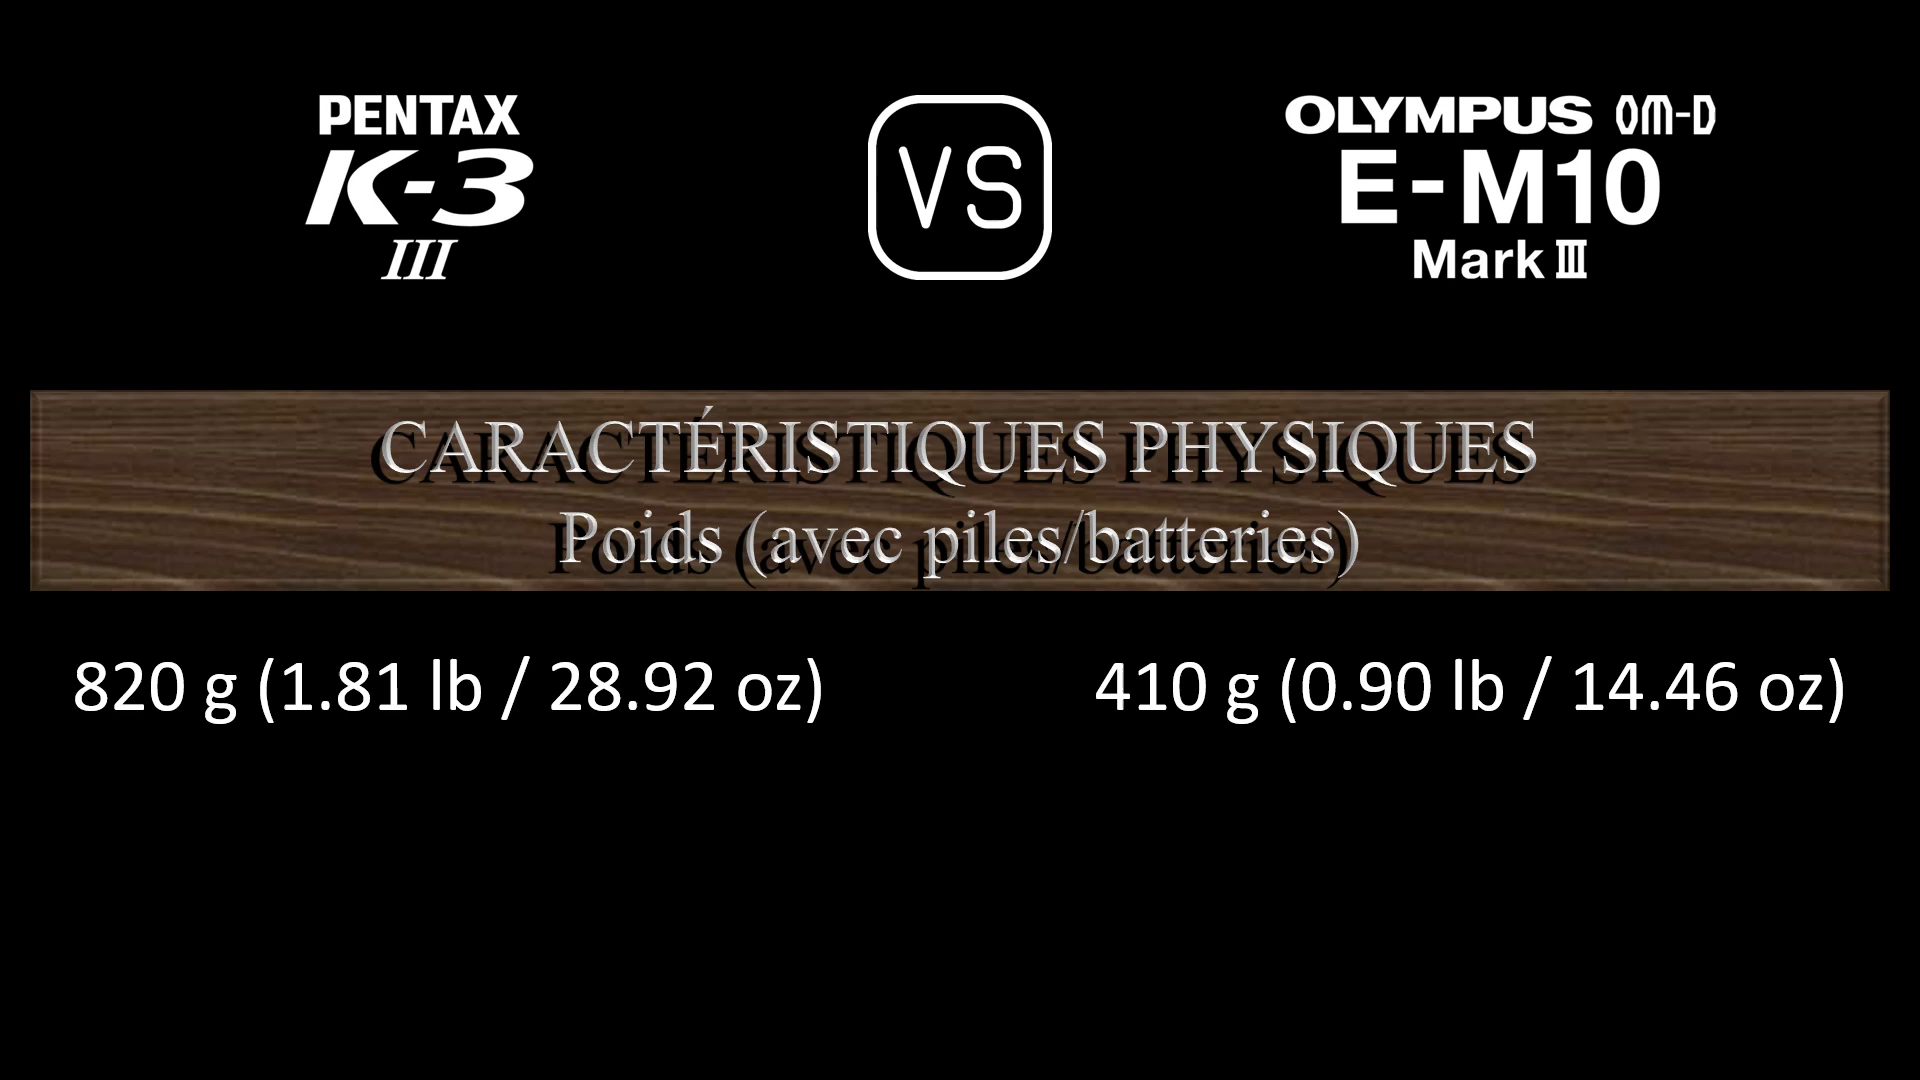 PENTAX
K-3
III
VS
OLYMPUS OM-D
E-M10
Mark III
CARACTÉRISTIQUES PHYSIQUES
Poids (avec piles/batteries)
820 g (1.81 lb / 28.92 oz)
410 g (0.90 lb / 14.46 oz)